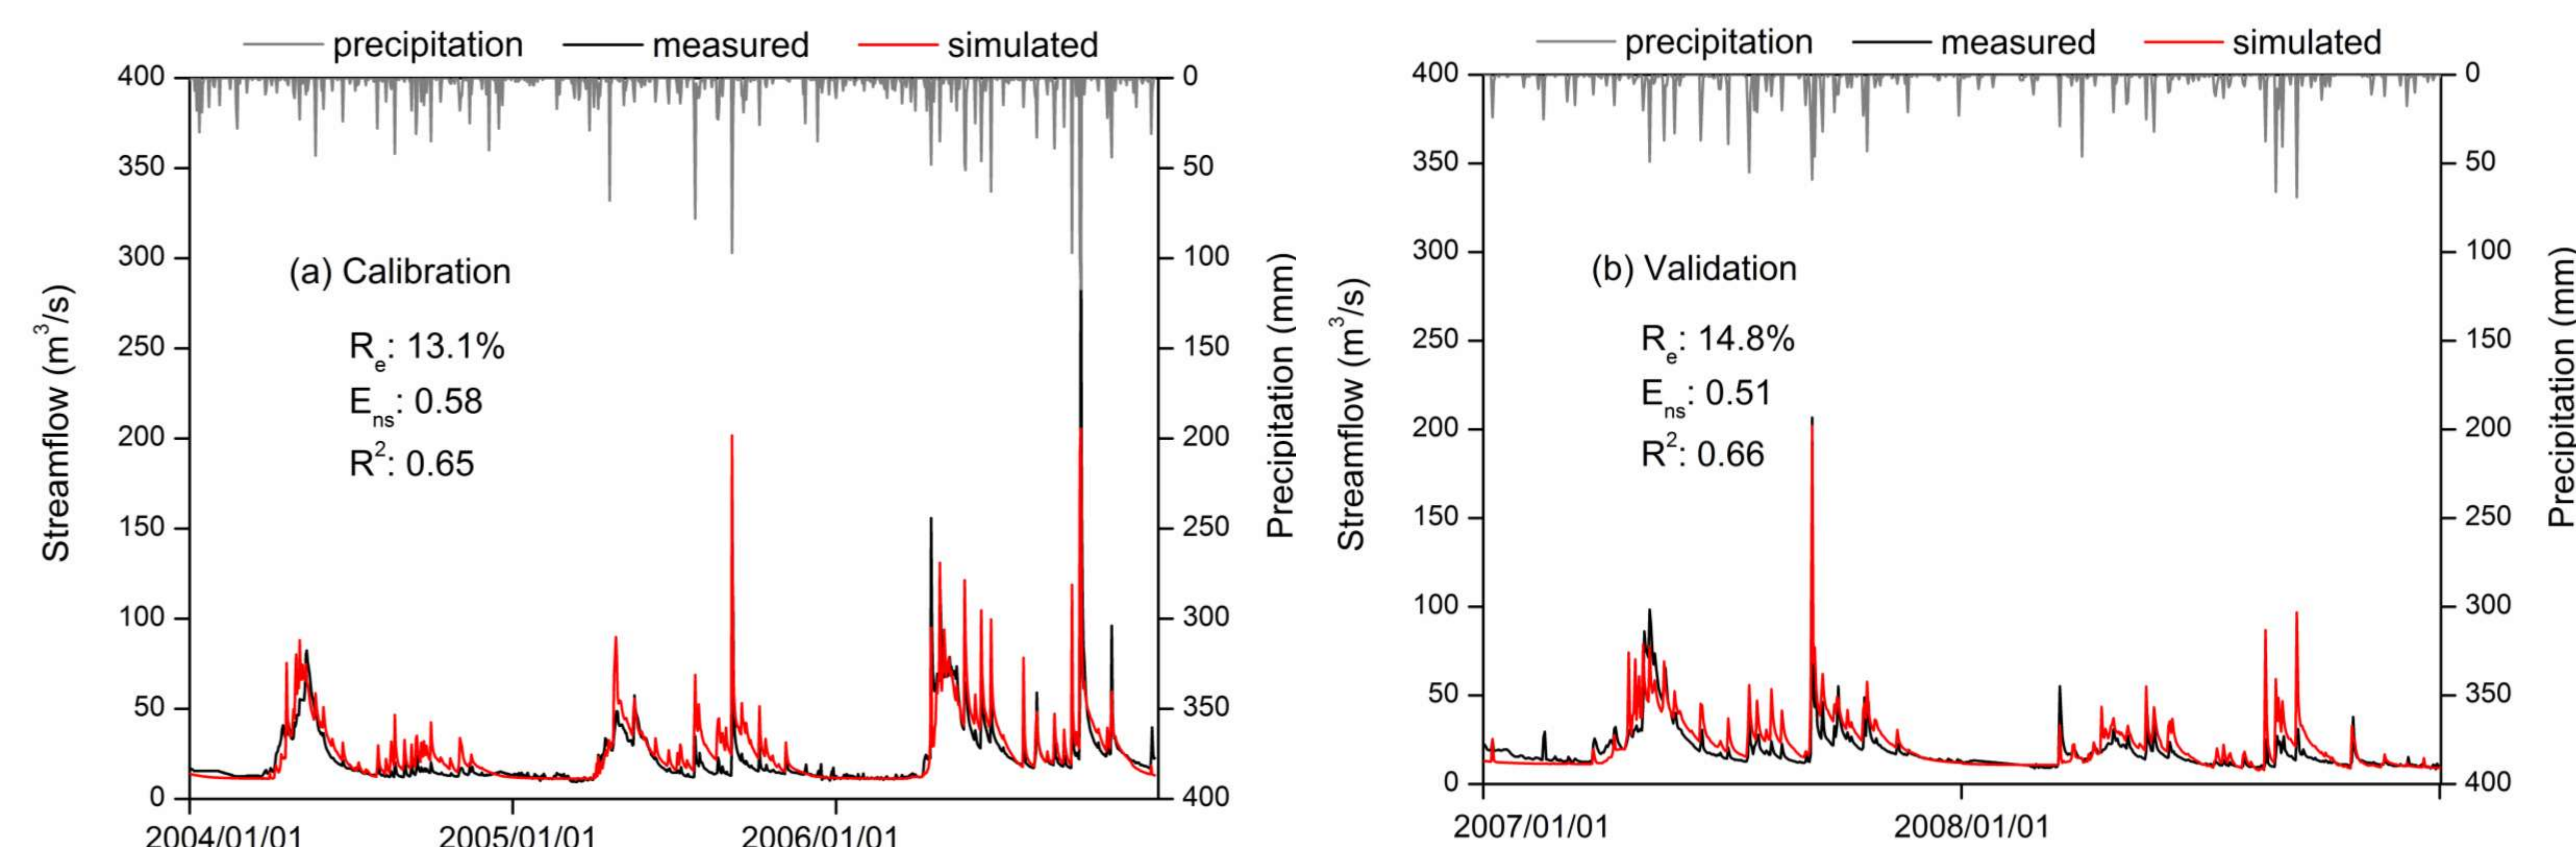 precipitation measured simulated
400
350
300
250
200
150
100
50
0
Streamflow (m³/s)
(a) Calibration
Re: 13.1%
Ens: 0.58
R²: 0.65
0
50
100
150
200
250
300
350
400
Precipitation (mm)
2004/01/01 2005/01/01 2006/01/01
precipitation measured simulated
400
350
300
250
200
150
100
50
0
Streamflow (m³/s)
(b) Validation
Re: 14.8%
Ens: 0.51
R²: 0.66
0
50
100
150
200
250
300
350
400
Precipitation (mm)
2007/01/01 2008/01/01